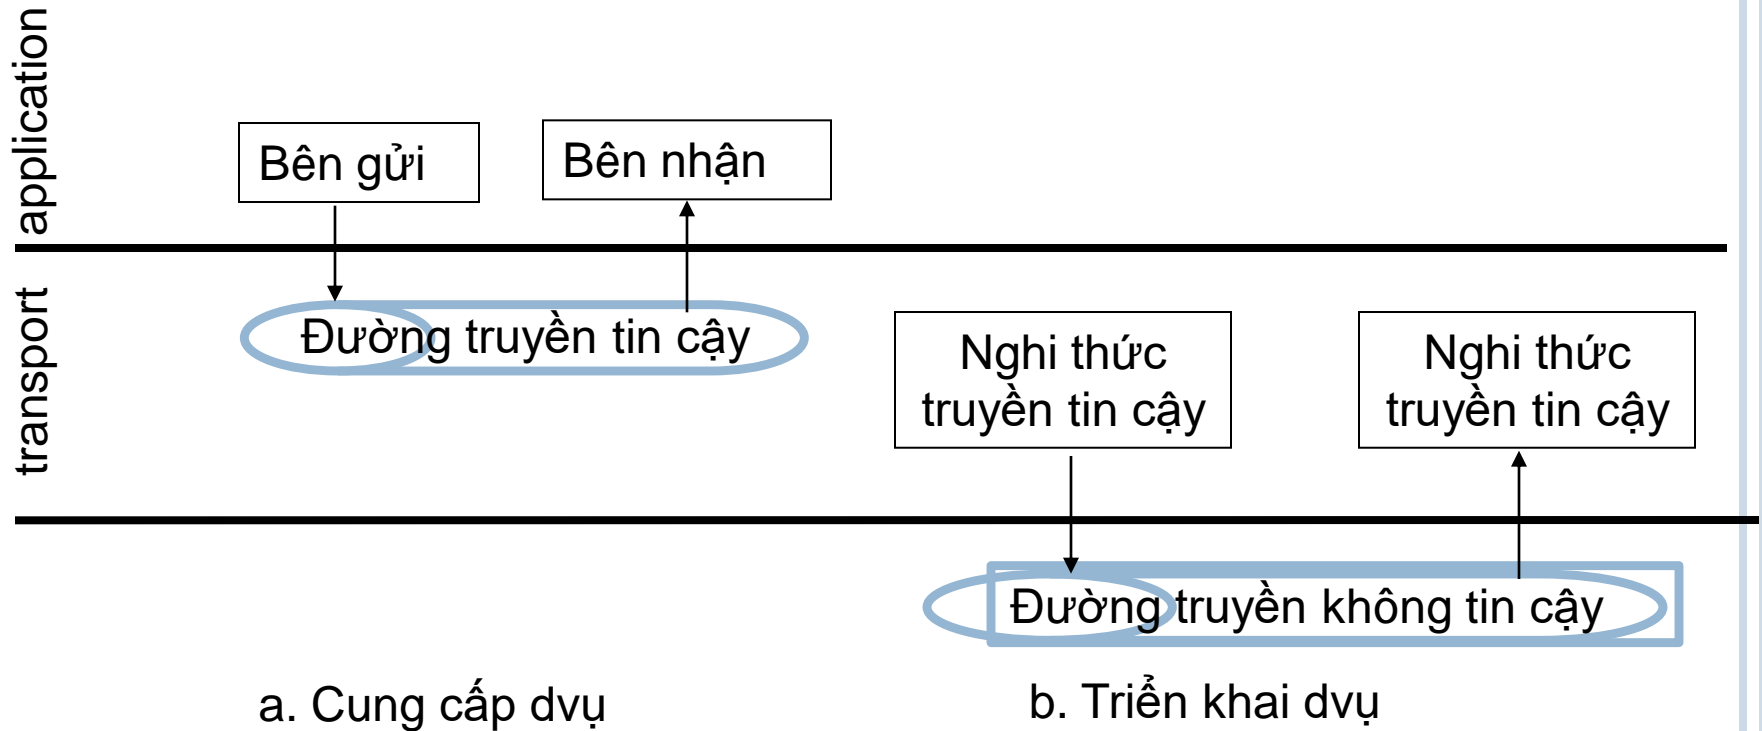 application
Bên gửi
Bên nhận
transport
Đường truyền tin cậy
Nghi thức
truyền tin cậy
Nghi thức
truyền tin cậy
Đường truyền không tin cậy
a. Cung cấp dvụ
b. Triển khai dvụ